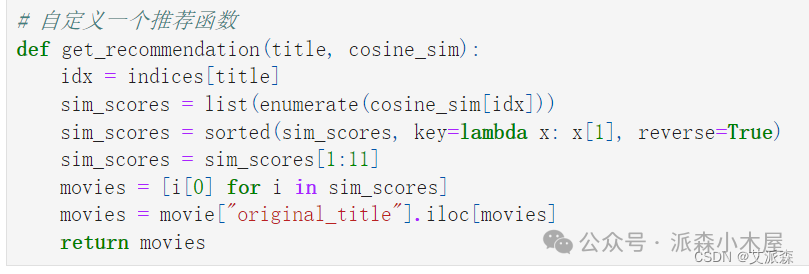 # 自定义一个推荐函数
def get_recommendation(title, cosine_sim):
    idx = indices[title]
    sim_scores = list(enumerate(cosine_sim[idx]))
    sim_scores = sorted(sim_scores, key=lambda x: x[1], reverse=True)
    sim_scores = sim_scores[1:11]
    movies = [i[0] for i in sim_scores]
    movies = movie["original_title"].iloc[movies]
    return movies
公众号 · 派森小木屋
CSDN @艾派森